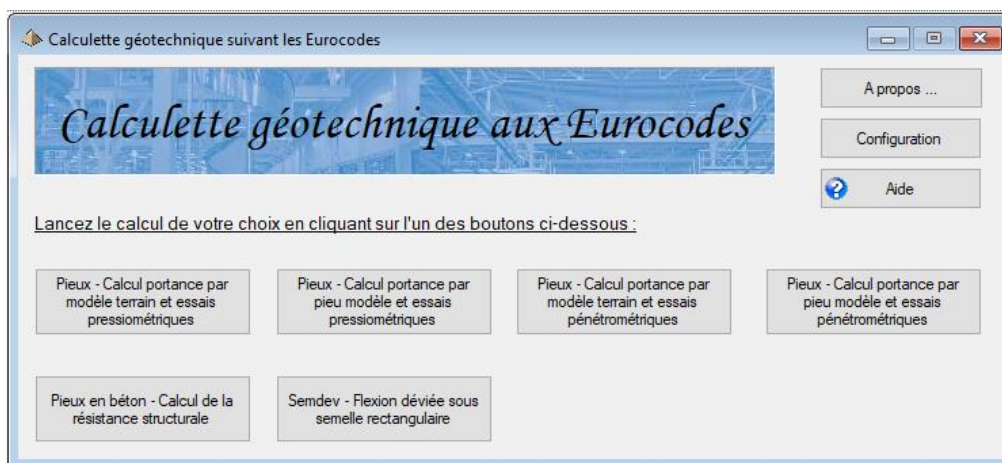 Calculette géotechnique suivant les Eurocodes
Calculette géotechnique aux Eurocodes
A propos ...
Configuration
Aide
Lancez le calcul de votre choix en cliquant sur l'un des boutons ci-dessous :
Pieux - Calcul portance par
modèle terrain et essais
pressiométriques
Pieux - Calcul portance par
pieu modèle et essais
pressiométriques
Pieux - Calcul portance par
modèle terrain et essais
pénétrométriques
Pieux - Calcul portance par
pieu modèle et essais
pénétrométriques
Pieux en béton - Calcul de la
résistance structurale
Semdev - Flexion déviée sous
semelle rectangulaire